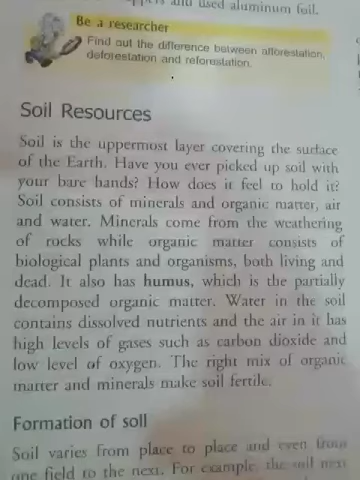 and used aluminum foil.
Be a researcher
Find out the difference between afforestation,
deforestation and reforestation.
Soil Resources
Soil is the uppermost layer covering the surface
of the Earth. Have you ever picked up soil with
your bare hands? How does it feel to hold it?
Soil consists of minerals and organic matter, air
and water. Minerals come from the weathering
of rocks while organic matter consists of
biological plants and organisms, both living and
dead. It also has humus, which is the partially
decomposed organic matter. Water in the soil
contains dissolved nutrients and the air in it has
high levels of gases such as carbon dioxide and
low level of oxygen. The right mix of organic
matter and minerals make soil fertile.
Formation of soil
Soil varies from place to place and even from
one field to the next. For example, the soil next